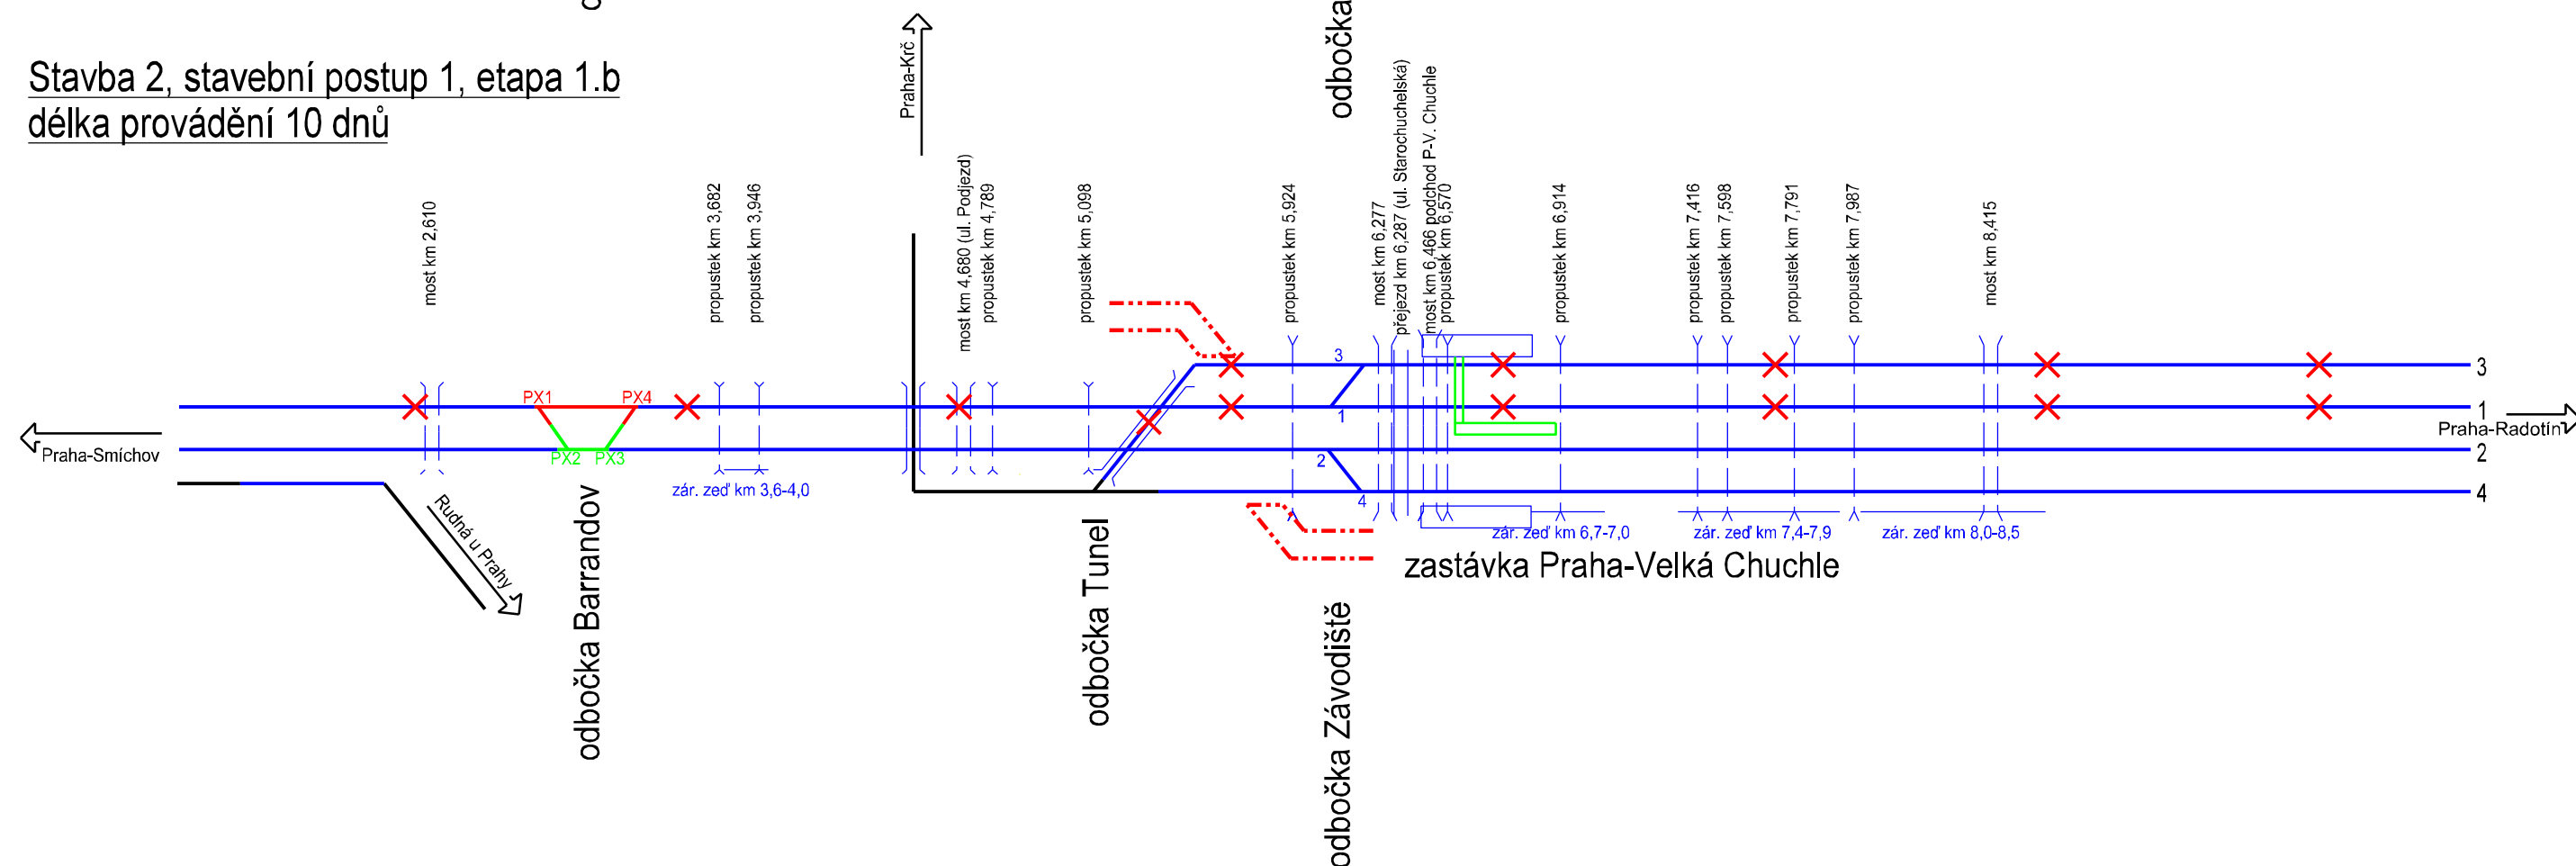 odbočka
Stavba 2, stavební postup 1, etapa 1.b
délka provádění 10 dnů
Praha-Krč
most km 2,610
propustek km 3,682
propustek km 3,946
most km 4,680 (ul. Podjezd)
propustek km 4,789
propustek km 5,098
propustek km 5,924
most km 6,277
přejezd km 6,287 (ul. Starochuchelská)
most km 6,466 podchod P-V. Chuchle
propustek km 6,570
propustek km 6,914
propustek km 7,416
propustek km 7,598
propustek km 7,791
propustek km 7,987
most km 8,415
3
3
PX1
PX4
1
1
Praha-Radotín
Praha-Smíchov
PX2
PX3
2
2
zár. zeď km 3,6-4,0
4
4
Rudná u Prahy
zár. zeď km 6,7-7,0
zár. zeď km 7,4-7,9
zár. zeď km 8,0-8,5
zastávka Praha-Velká Chuchle
odbočka Barrandov
odbočka Tunel
odbočka Závodiště